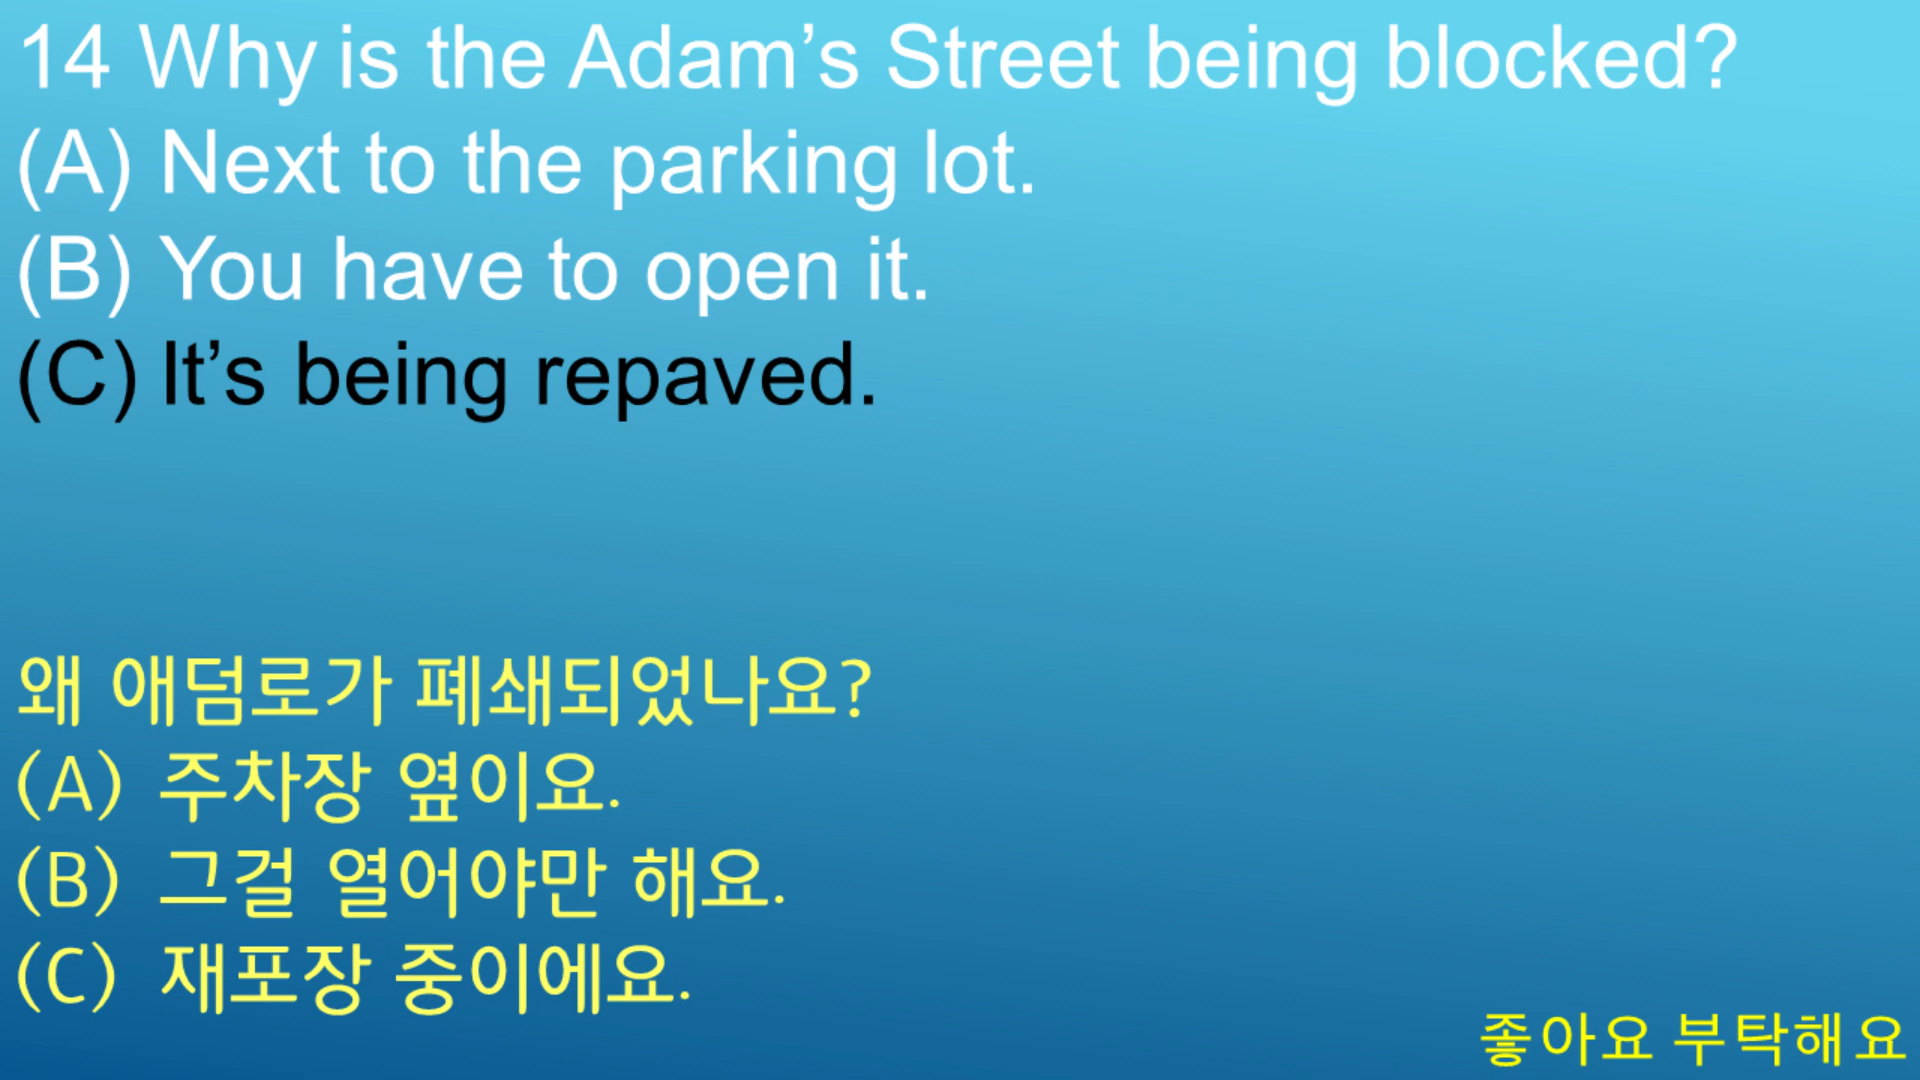 14 Why is the Adam’s Street being blocked?
(A) Next to the parking lot.
(B) You have to open it.
(C) It’s being repaved.
왜 애덤로가 폐쇄되었나요?
(A) 주차장 옆이요.
(B) 그걸 열어야만 해요.
(C) 재포장 중이에요.
좋아요 부탁해요